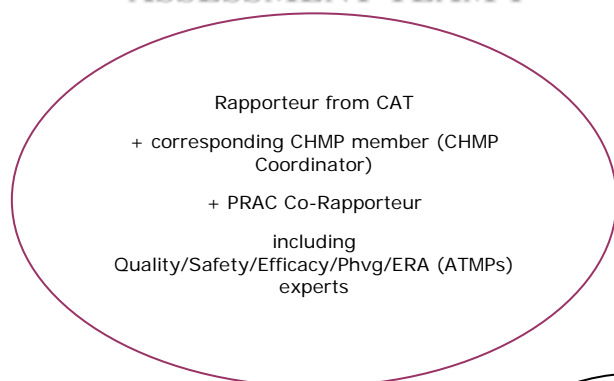 Rapporteur from CAT
+ corresponding CHMP member (CHMP
Coordinator)
+ PRAC Co-Rapporteur
including
Quality/Safety/Efficacy/Phvg/ERA (ATMPs)
experts